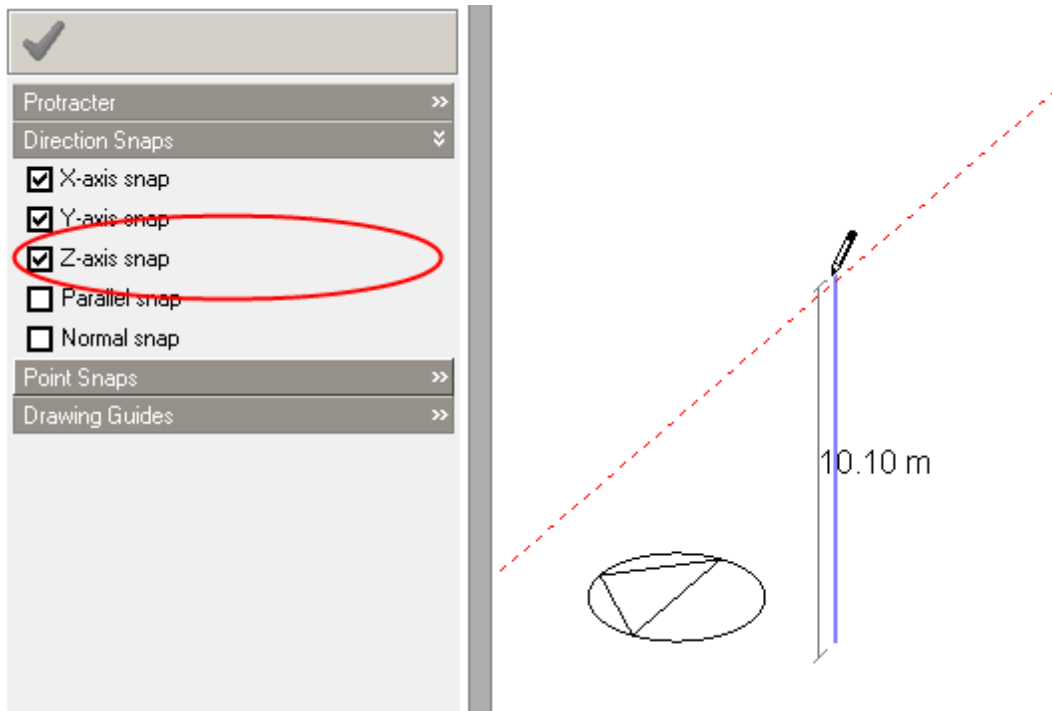 Protracter
Direction Snaps
X-axis snap
Y-axis snap
Z-axis snap
Parallel snap
Normal snap
Point Snaps
Drawing Guides
10.10 m